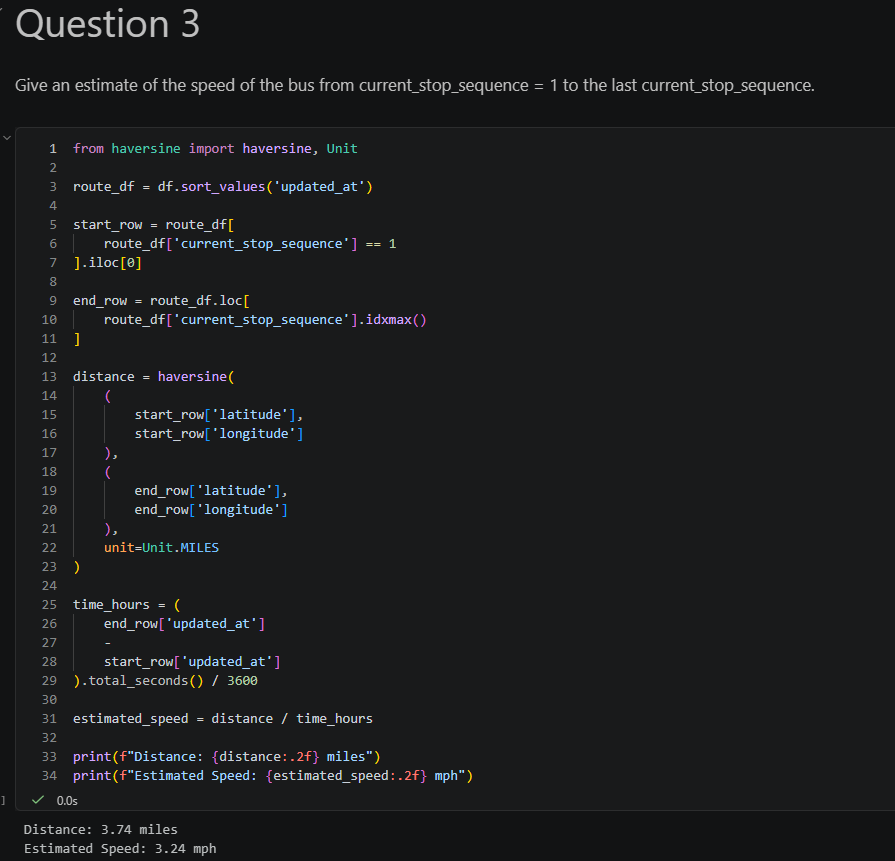 Question 3
Give an estimate of the speed of the bus from current_stop_sequence = 1 to the last current_stop_sequence.
1 from haversine import haversine, Unit
2
3 route_df = df.sort_values('updated_at')
4
5 start_row = route_df[
6     route_df['current_stop_sequence'] == 1
7 ].iloc[0]
8
9 end_row = route_df.loc[
10     route_df['current_stop_sequence'].idxmax()
11 ]
12
13 distance = haversine(
14     (
15         start_row['latitude'],
16         start_row['longitude']
17     ),
18     (
19         end_row['latitude'],
20         end_row['longitude']
21     ),
22     unit=Unit.MILES
23 )
24
25 time_hours = (
26     end_row['updated_at']
27     -
28     start_row['updated_at']
29 ).total_seconds() / 3600
30
31 estimated_speed = distance / time_hours
32
33 print(f"Distance: {distance:.2f} miles")
34 print(f"Estimated Speed: {estimated_speed:.2f} mph")
] 0.0s
Distance: 3.74 miles
Estimated Speed: 3.24 mph